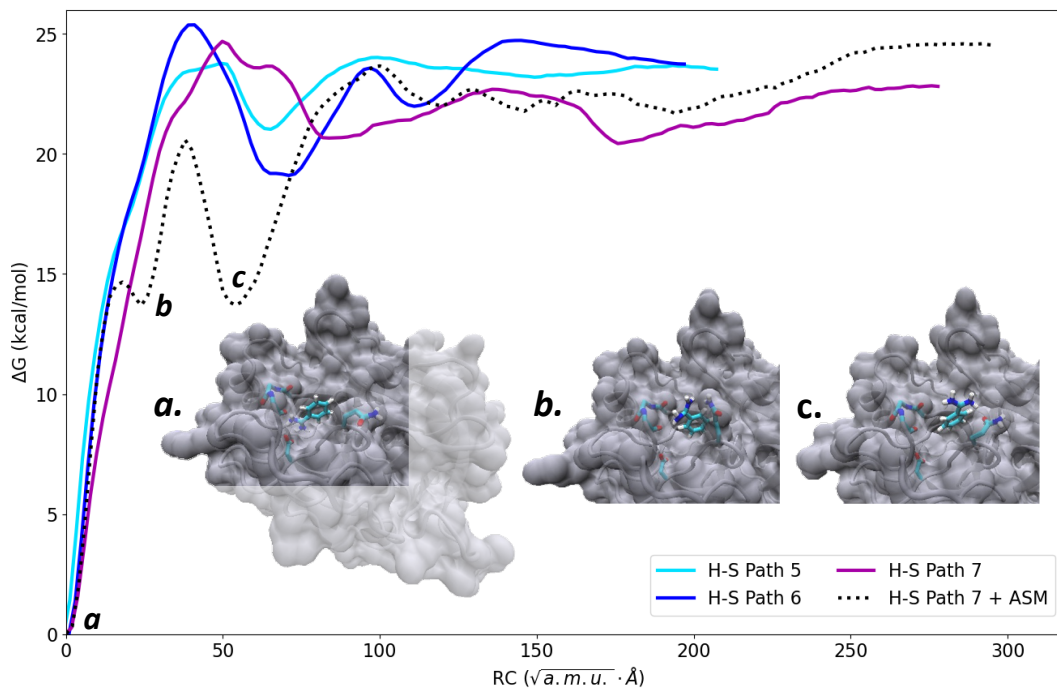 25
20
15
10
5
0
ΔG (kcal/mol)
b
c
a
a.
b.
c.
H-S Path 5
H-S Path 6
H-S Path 7
H-S Path 7 + ASM
0 50 100 150 200 250 300
RC (√a.m.u. · Å)